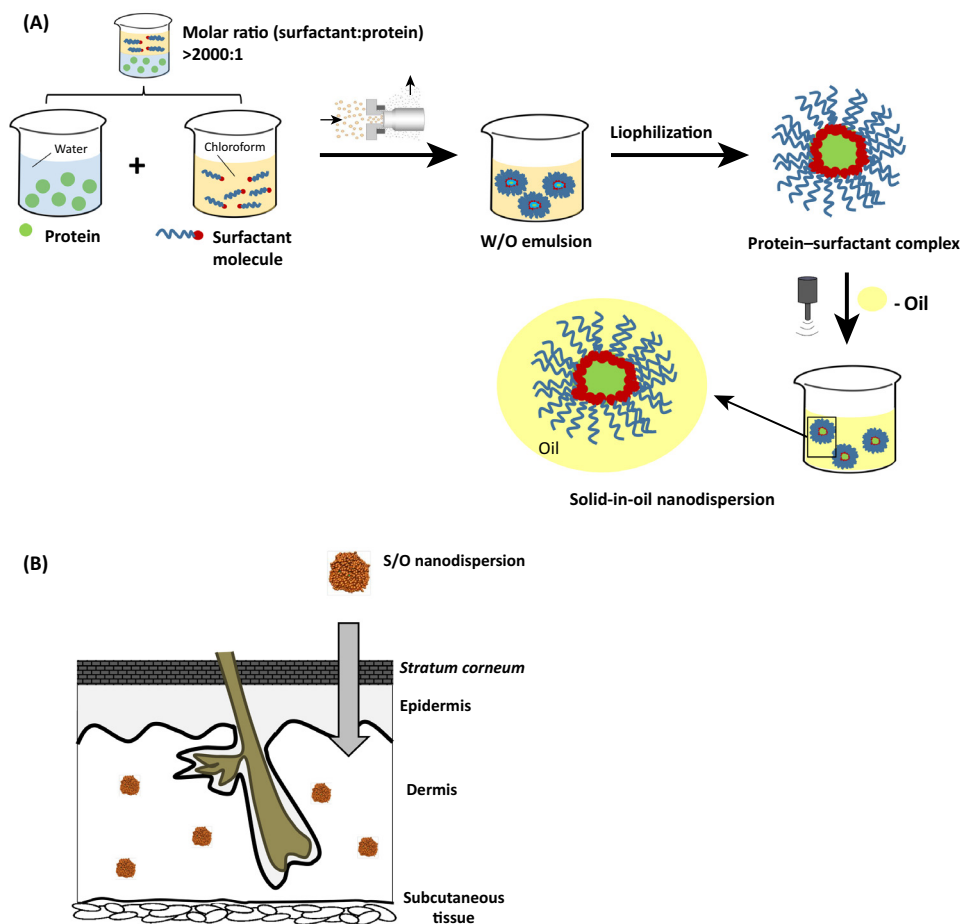 (A)
Molar ratio (surfactant:protein)
>2000:1
Water
+
Chloroform
Protein
Surfactant
molecule
W/O emulsion
Liophilization
Protein–surfactant complex
- Oil
Oil
Solid-in-oil nanodispersion
(B)
S/O nanodispersion
Stratum corneum
Epidermis
Dermis
Subcutaneous
tissue